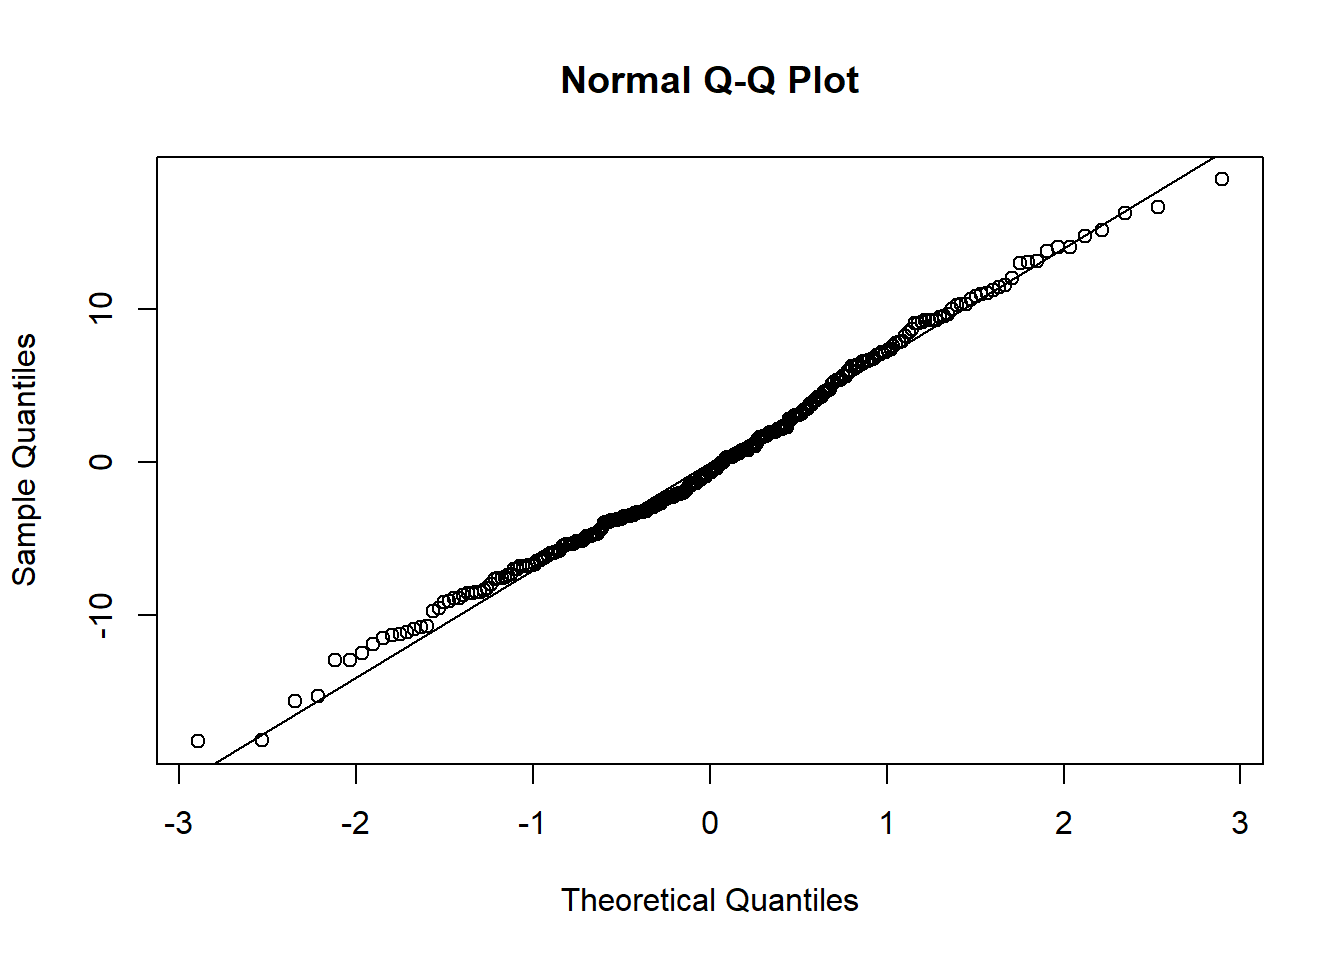 Normal Q-Q Plot
Sample Quantiles
10
0
-10
-3 -2 -1 0 1 2 3
Theoretical Quantiles